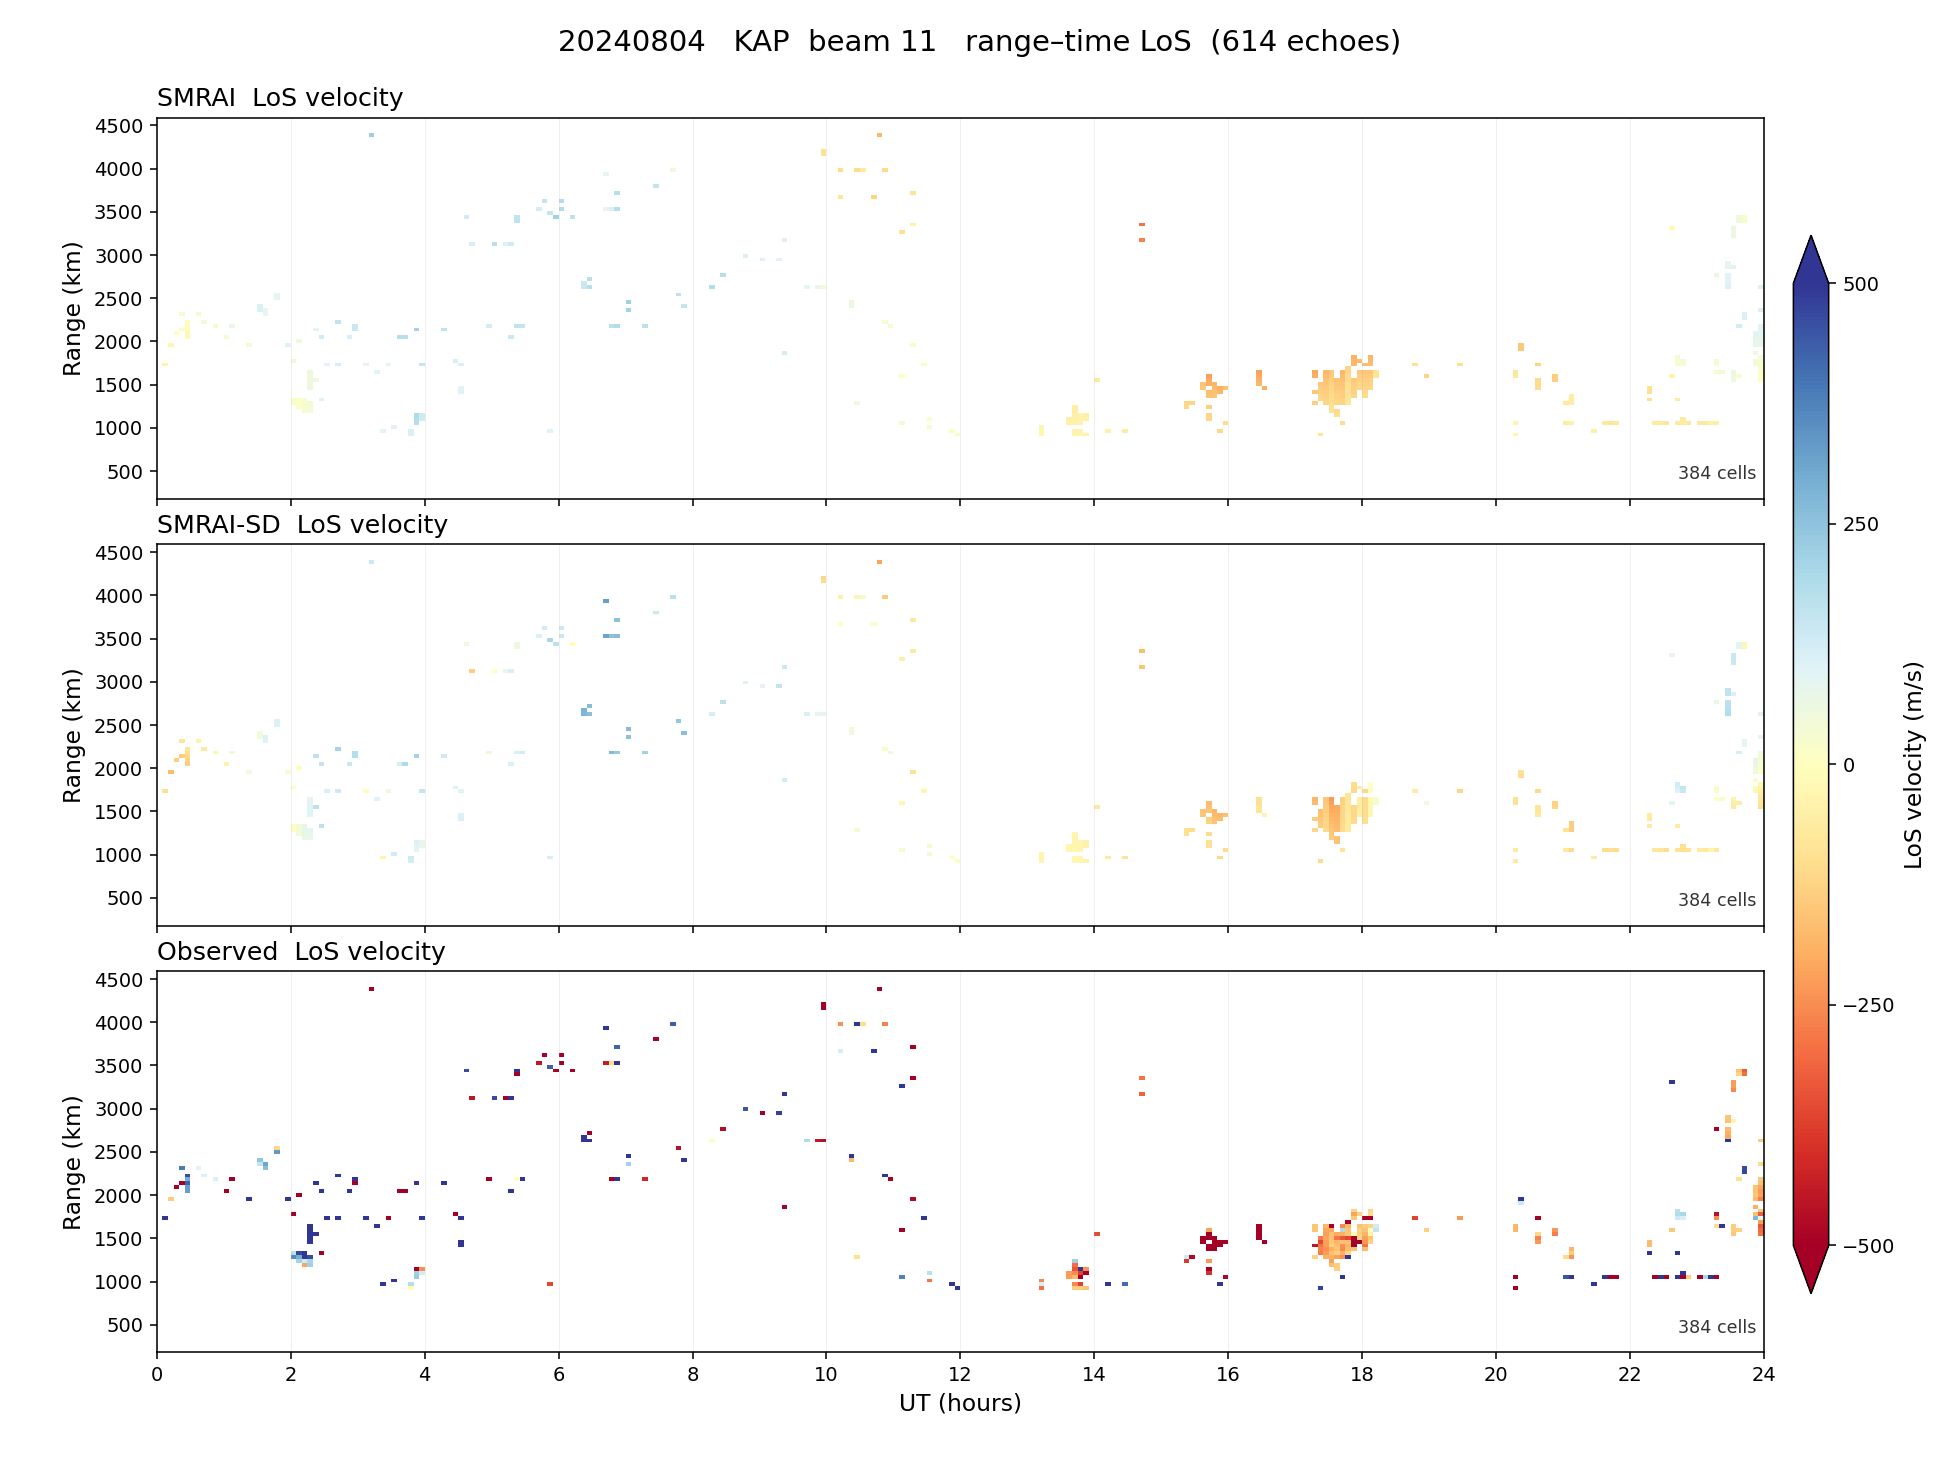 20240804   KAP  beam 11   range–time LoS  (614 echoes)
SMRAI  LoS velocity
4500
4000
3500
3000
2500
2000
1500
1000
500
Range (km)
384 cells
SMRAI-SD  LoS velocity
4500
4000
3500
3000
2500
2000
1500
1000
500
Range (km)
384 cells
Observed  LoS velocity
4500
4000
3500
3000
2500
2000
1500
1000
500
Range (km)
384 cells
0 2 4 6 8 10 12 14 16 18 20 22 24
UT (hours)
500
250
0
−250
−500
LoS velocity (m/s)